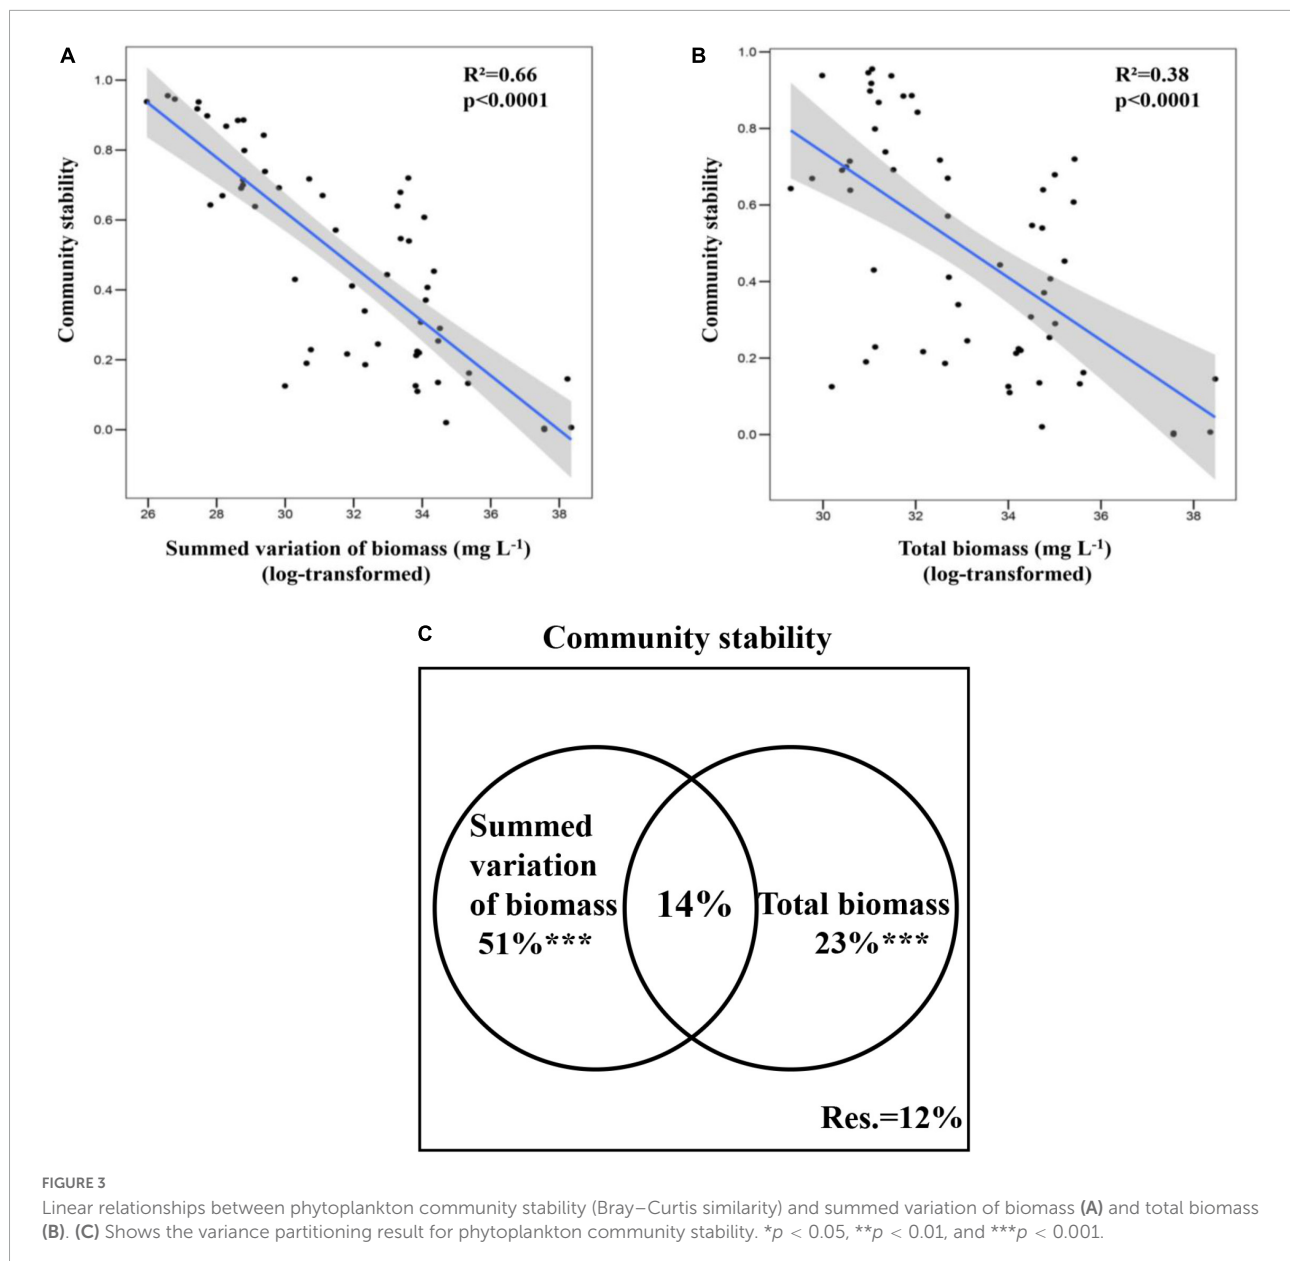 A
R²=0.66
p<0.0001
Community stability
1.0
0.8
0.6
0.4
0.2
0.0
26 28 30 32 34 36 38
Summed variation of biomass (mg L⁻¹)
(log-transformed)
B
R²=0.38
p<0.0001
Community stability
1.0
0.8
0.6
0.4
0.2
0.0
30 32 34 36 38
Total biomass (mg L⁻¹)
(log-transformed)
C
Community stability
Summed
variation
of biomass
51%***
14%
Total biomass
23%***
Res.=12%
FIGURE 3
Linear relationships between phytoplankton community stability (Bray–Curtis similarity) and summed variation of biomass (A) and total biomass
(B). (C) Shows the variance partitioning result for phytoplankton community stability. *p < 0.05, **p < 0.01, and ***p < 0.001.